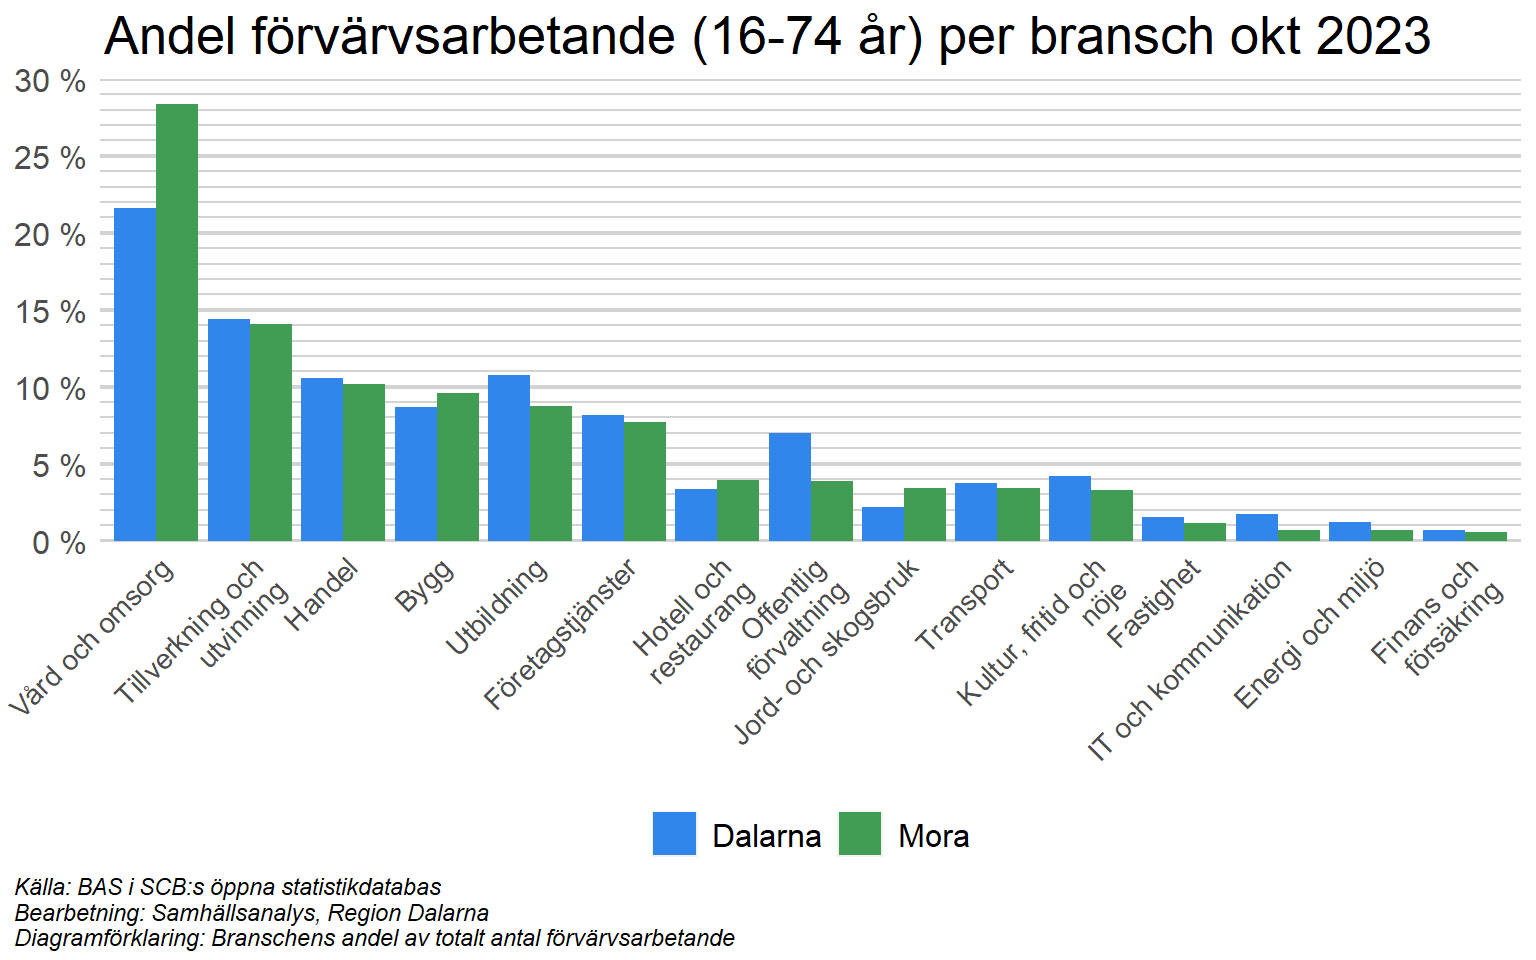 Andel förvärvsarbetande (16-74 år) per bransch okt 2023
30 %
25 %
20 %
15 %
10 %
5 %
0 %
Vård och omsorg
Tillverkning och
utvinning
Handel
Bygg
Utbildning
Företagstjänster
Hotell och
restaurang
Offentlig
förvaltning
Jord- och skogsbruk
Transport
Kultur, fritid och
nöje
Fastighet
IT och kommunikation
Energi och miljö
Finans och
försäkring
Dalarna
Mora
Källa: BAS i SCB:s öppna statistikdatabas
Bearbetning: Samhällsanalys, Region Dalarna
Diagramförklaring: Branschens andel av totalt antal förvärvsarbetande